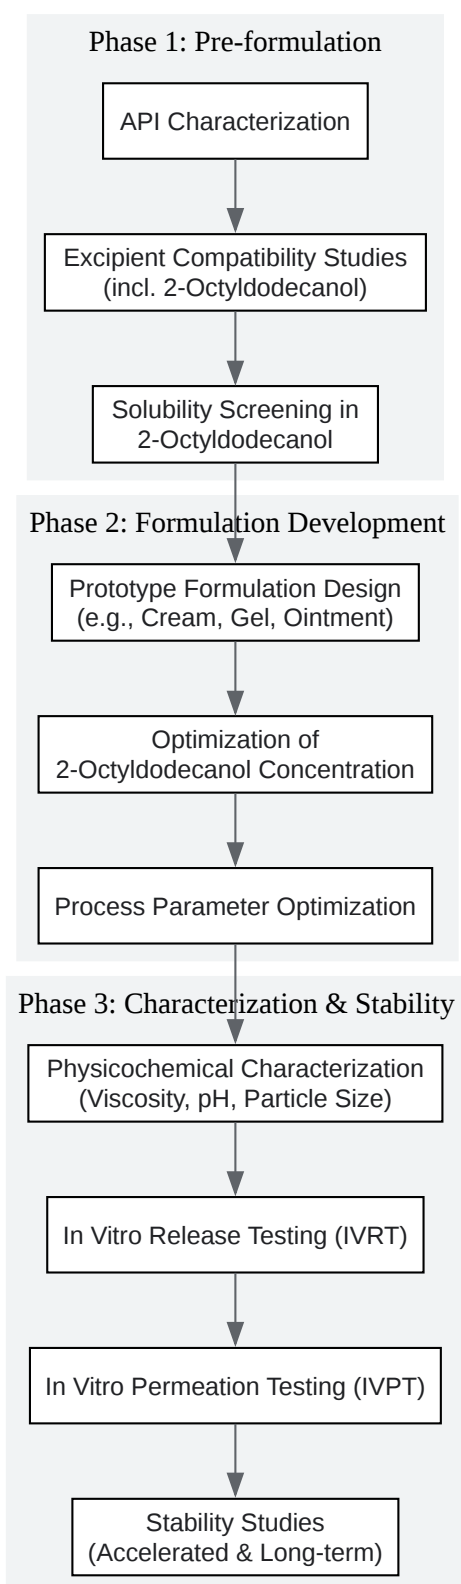 Phase 1: Pre-formulation
API Characterization
Excipient Compatibility Studies
(incl. 2-Octyldodecanol)
Solubility Screening in
2-Octyldodecanol
Phase 2: Formulation Development
Prototype Formulation Design
(e.g., Cream, Gel, Ointment)
Optimization of
2-Octyldodecanol Concentration
Process Parameter Optimization
Phase 3: Characterization & Stability
Physicochemical Characterization
(Viscosity, pH, Particle Size)
In Vitro Release Testing (IVRT)
In Vitro Permeation Testing (IVPT)
Stability Studies
(Accelerated & Long-term)